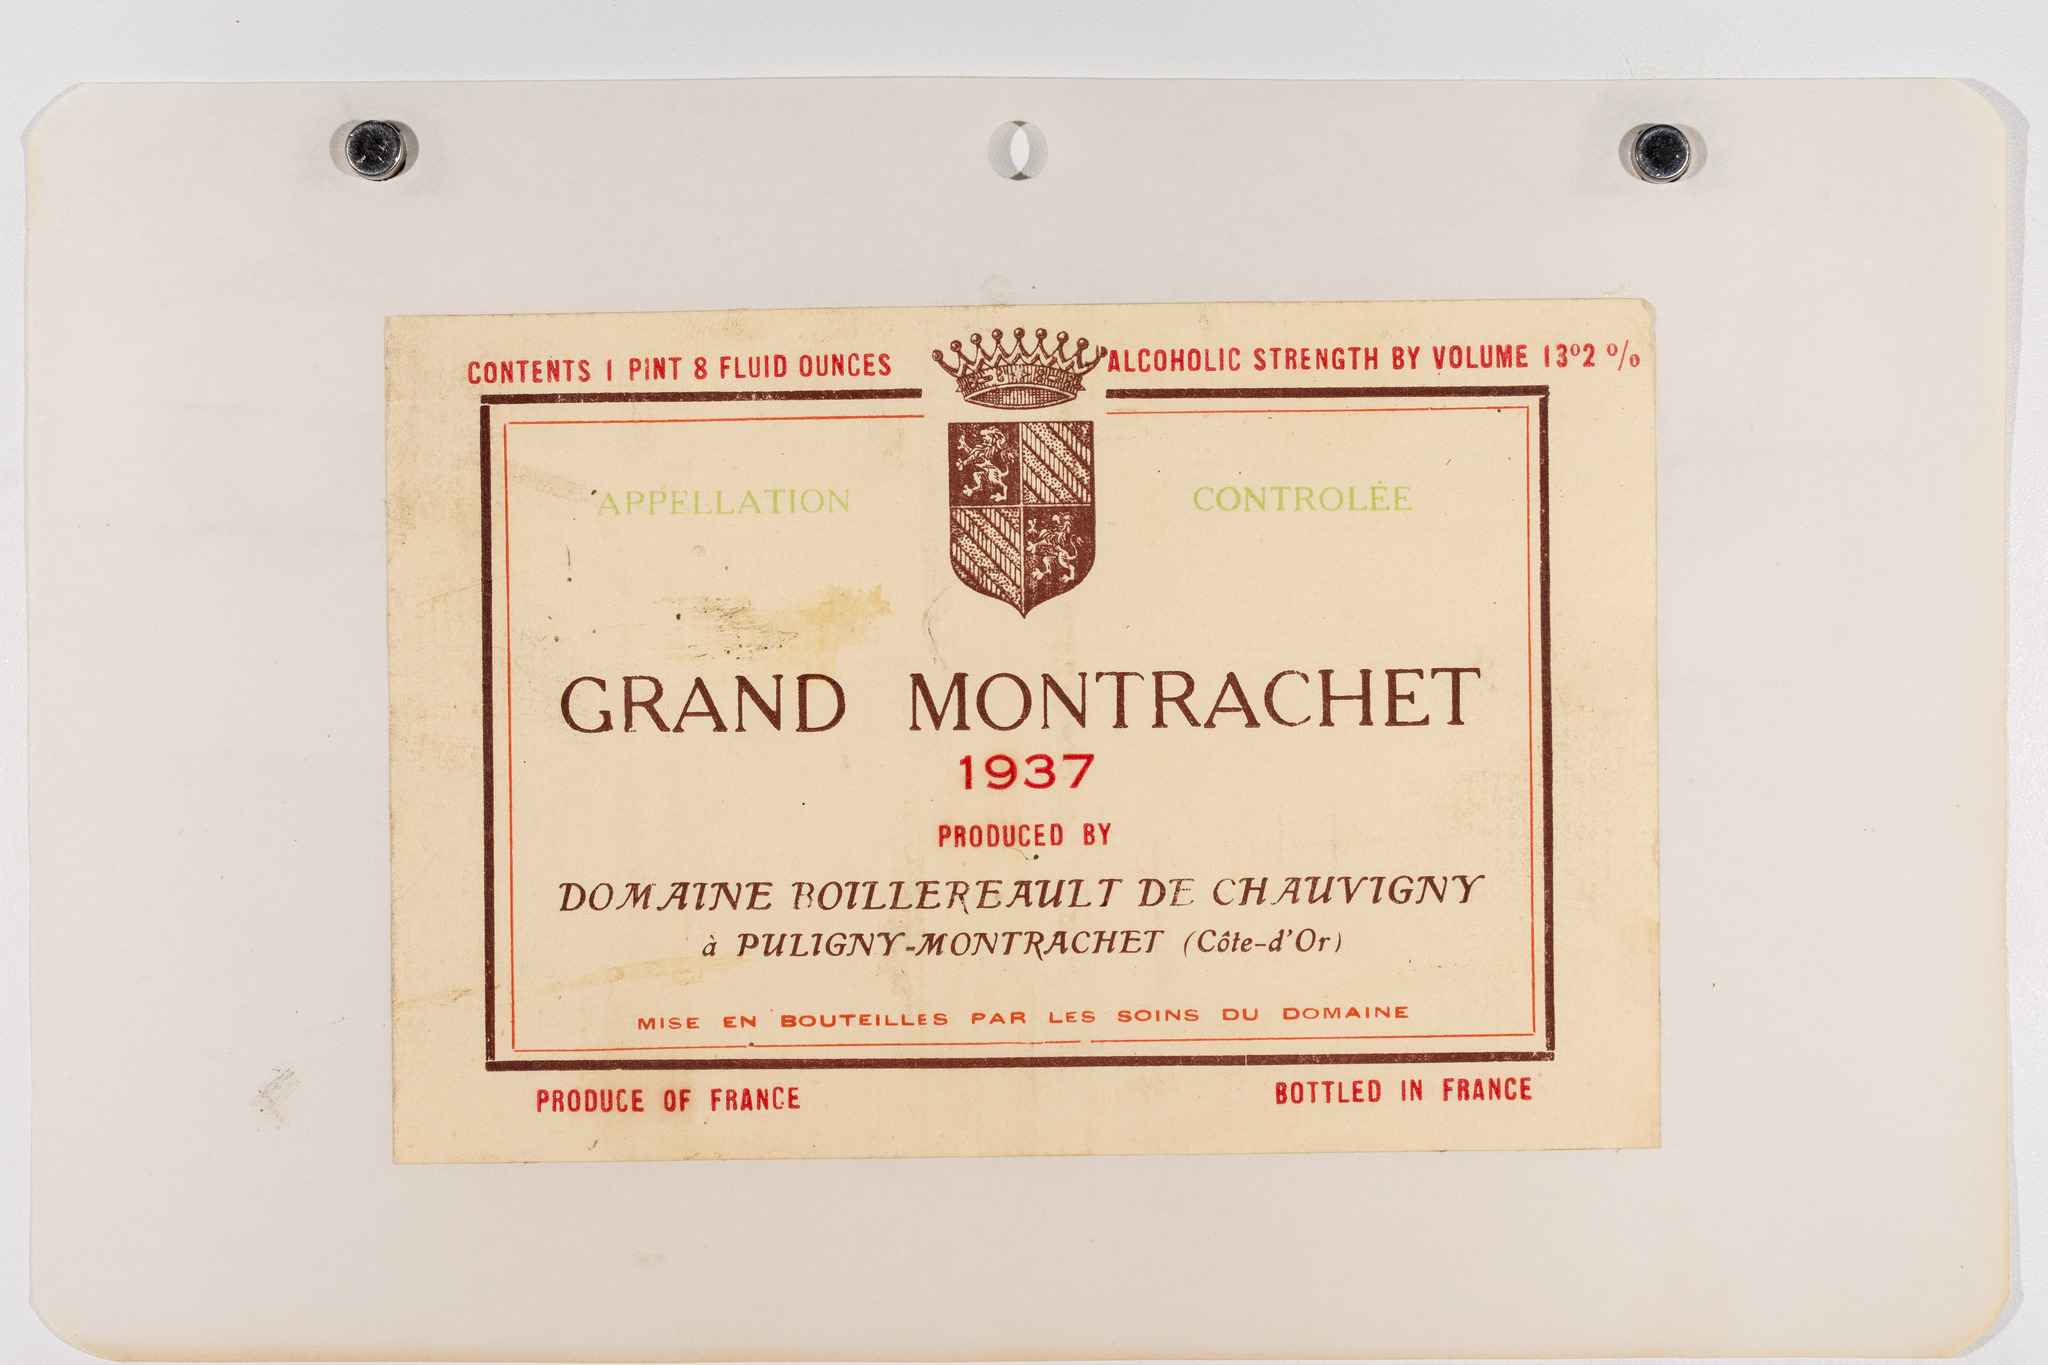 CONTENTS 1 PINT 8 FLUID OUNCES
ALCOHOLIC STRENGTH BY VOLUME 13º2 %
APPELLATION CONTROLÉE
GRAND MONTRACHET
1937
PRODUCED BY
DOMAINE BOILLEREAULT DE CHAUVIGNY
à PULIGNY-MONTRACHET (Côte-d'Or)
MISE EN BOUTEILLES PAR LES SOINS DU DOMAINE
PRODUCE OF FRANCE
BOTTLED IN FRANCE